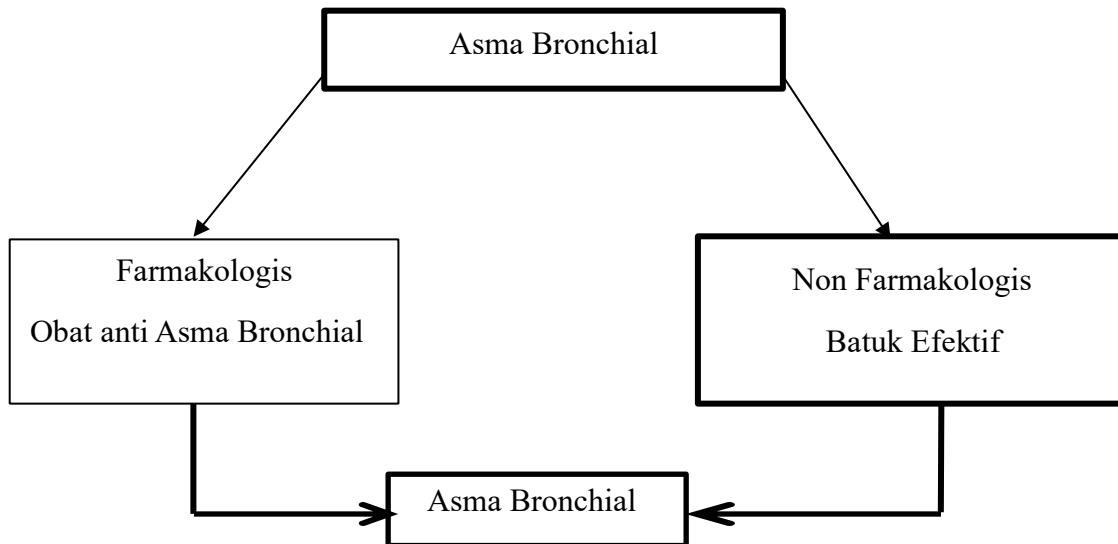 Asma Bronchial
Farmakologis
Obat anti Asma Bronchial
Non Farmakologis
Batuk Efektif
Asma Bronchial